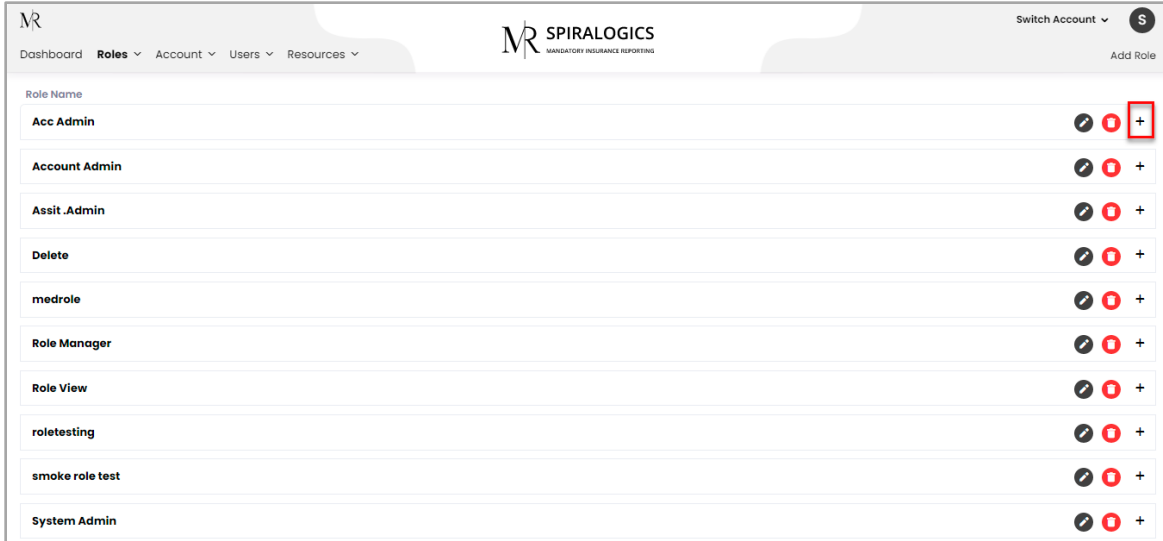 MR
Switch Account
S
SPIRALOGICS
MANDATORY INSURANCE REPORTING
MR
Dashboard Roles Account Users Resources
Add Role
Role Name
Acc Admin
Account Admin
Assit .Admin
Delete
medrole
Role Manager
Role View
roletesting
smoke role test
System Admin